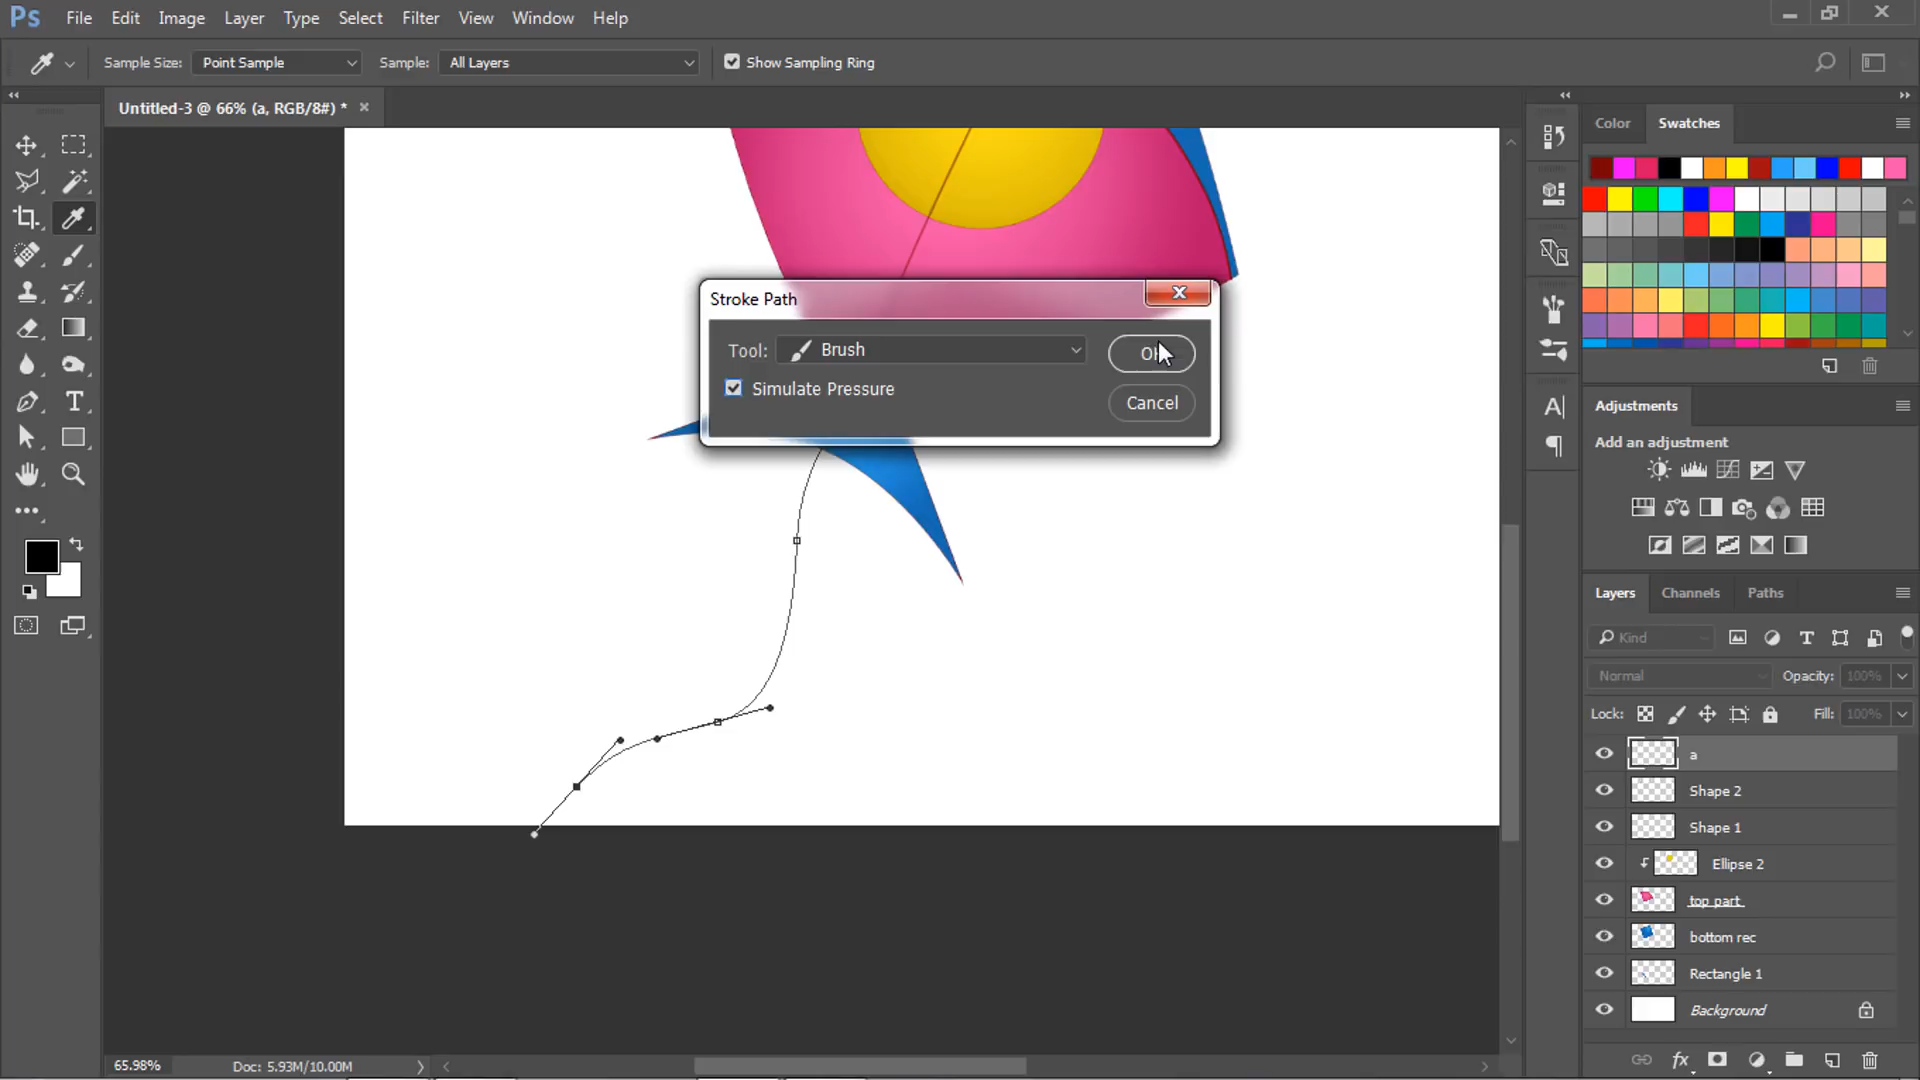 Ps File Edit Image Layer Type Select Filter View Window Help
Sample Size: Point Sample Sample: All Layers Show Sampling Ring
Untitled-3 @ 66% (a, RGB/8#) *
Color Swatches
Stroke Path
Tool: Brush
Simulate Pressure
Cancel
Adjustments
Add an adjustment
Layers Channels Paths
Kind
Normal Opacity: 100%
Lock: Fill: 100%
a
Shape 2
Shape 1
Ellipse 2
top part
bottom rec
Rectangle 1
Background
65.98% Doc: 5.93M/10.00M
fx